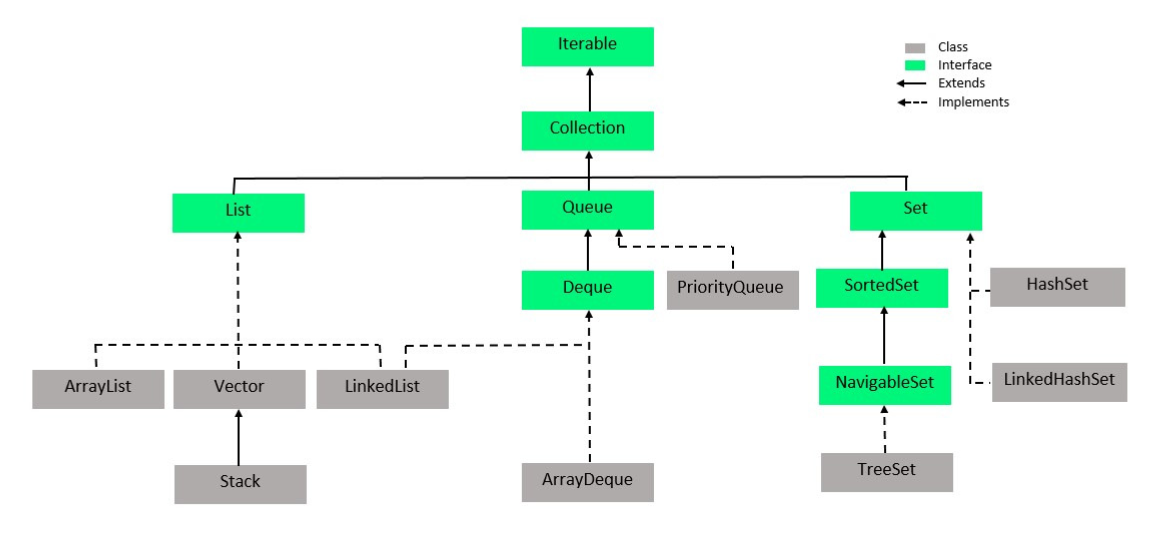 Iterable
Class
Interface
Extends
Implements
Collection
List
Queue
Set
Deque
PriorityQueue
SortedSet
HashSet
ArrayList
Vector
LinkedList
NavigableSet
LinkedHashSet
Stack
ArrayDeque
TreeSet